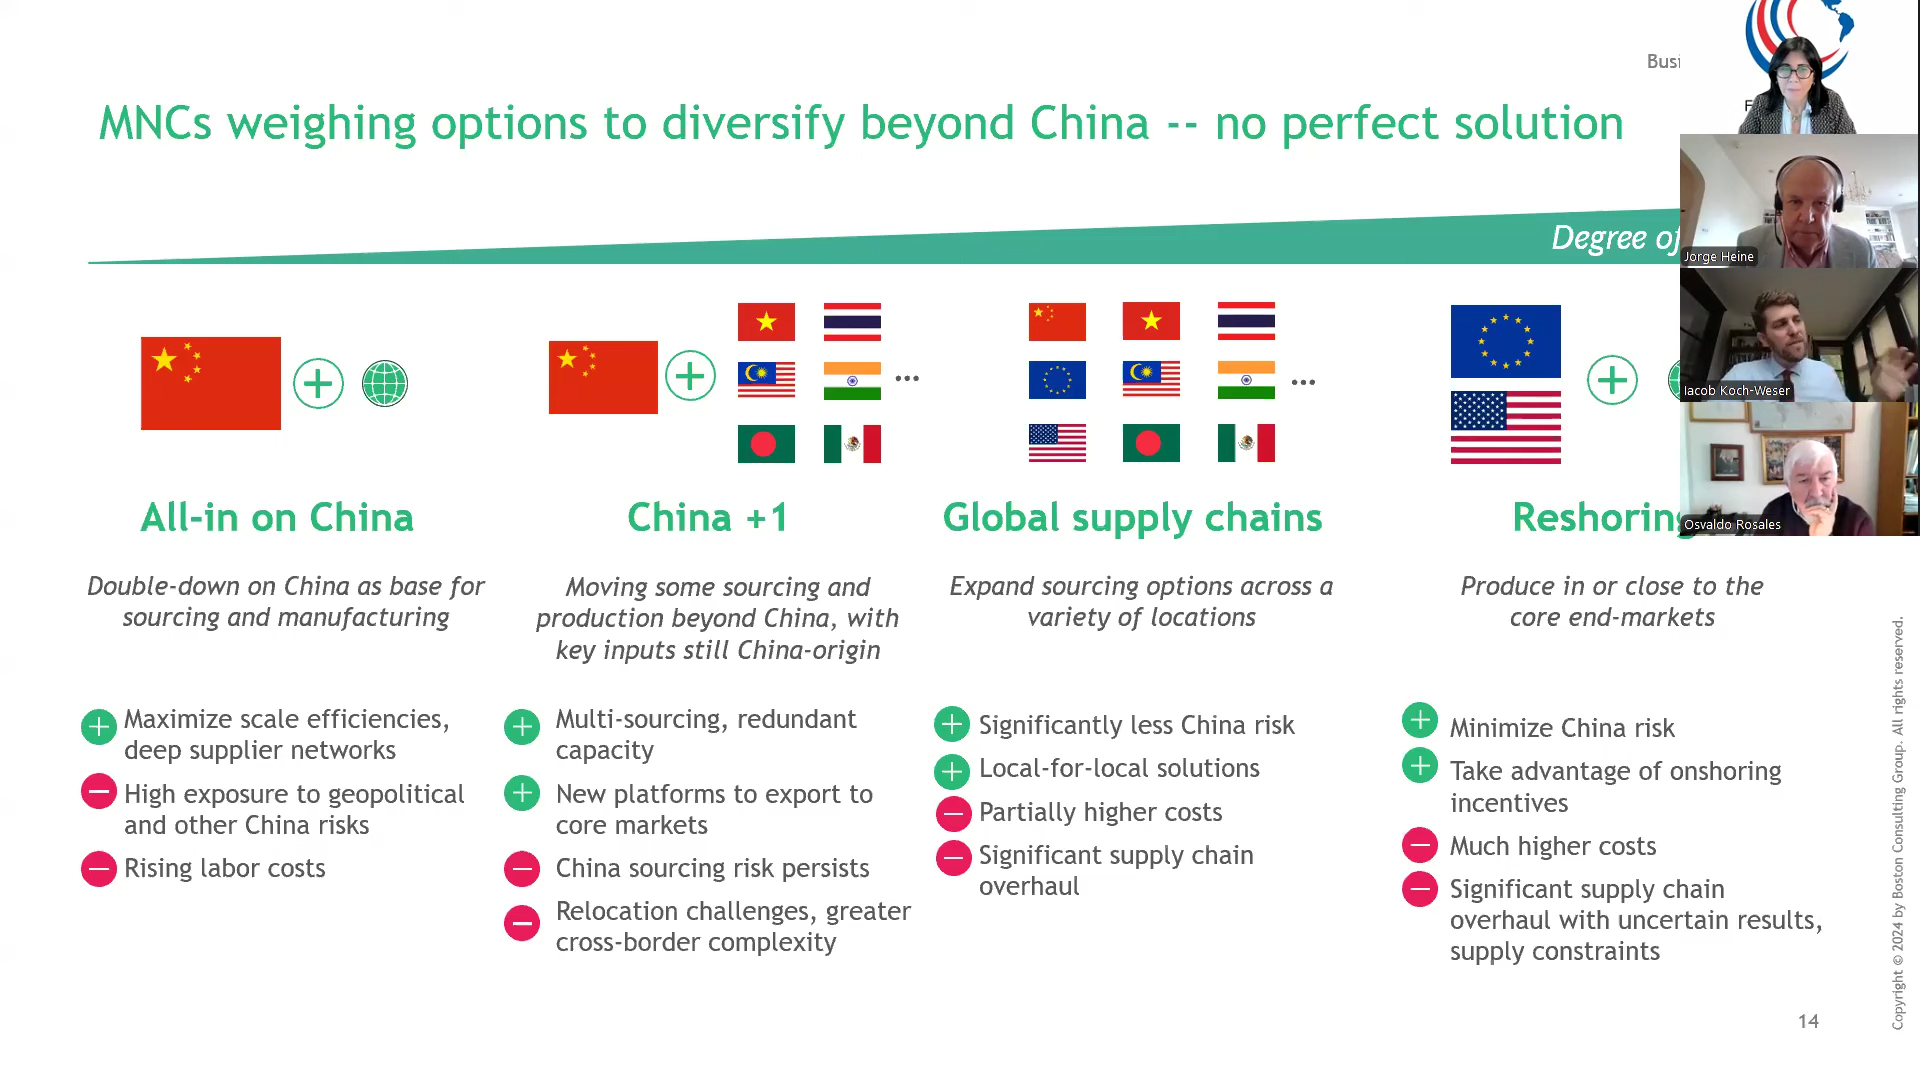 Busi
MNCs weighing options to diversify beyond China -- no perfect solution
Degree of
All-in on China
Double-down on China as base for
sourcing and manufacturing
Maximize scale efficiencies,
deep supplier networks
High exposure to geopolitical
and other China risks
Rising labor costs
China +1
Moving some sourcing and
production beyond China, with
key inputs still China-origin
Multi-sourcing, redundant
capacity
New platforms to export to
core markets
China sourcing risk persists
Relocation challenges, greater
cross-border complexity
Global supply chains
Expand sourcing options across a
variety of locations
Significantly less China risk
Local-for-local solutions
Partially higher costs
Significant supply chain
overhaul
Reshoring
Produce in or close to the
core end-markets
Minimize China risk
Take advantage of onshoring
incentives
Much higher costs
Significant supply chain
overhaul with uncertain results,
supply constraints
Jorge Heine
Iacob Koch-Weser
Osvaldo Rosales
Copyright © 2024 by Boston Consulting Group. All rights reserved.
14